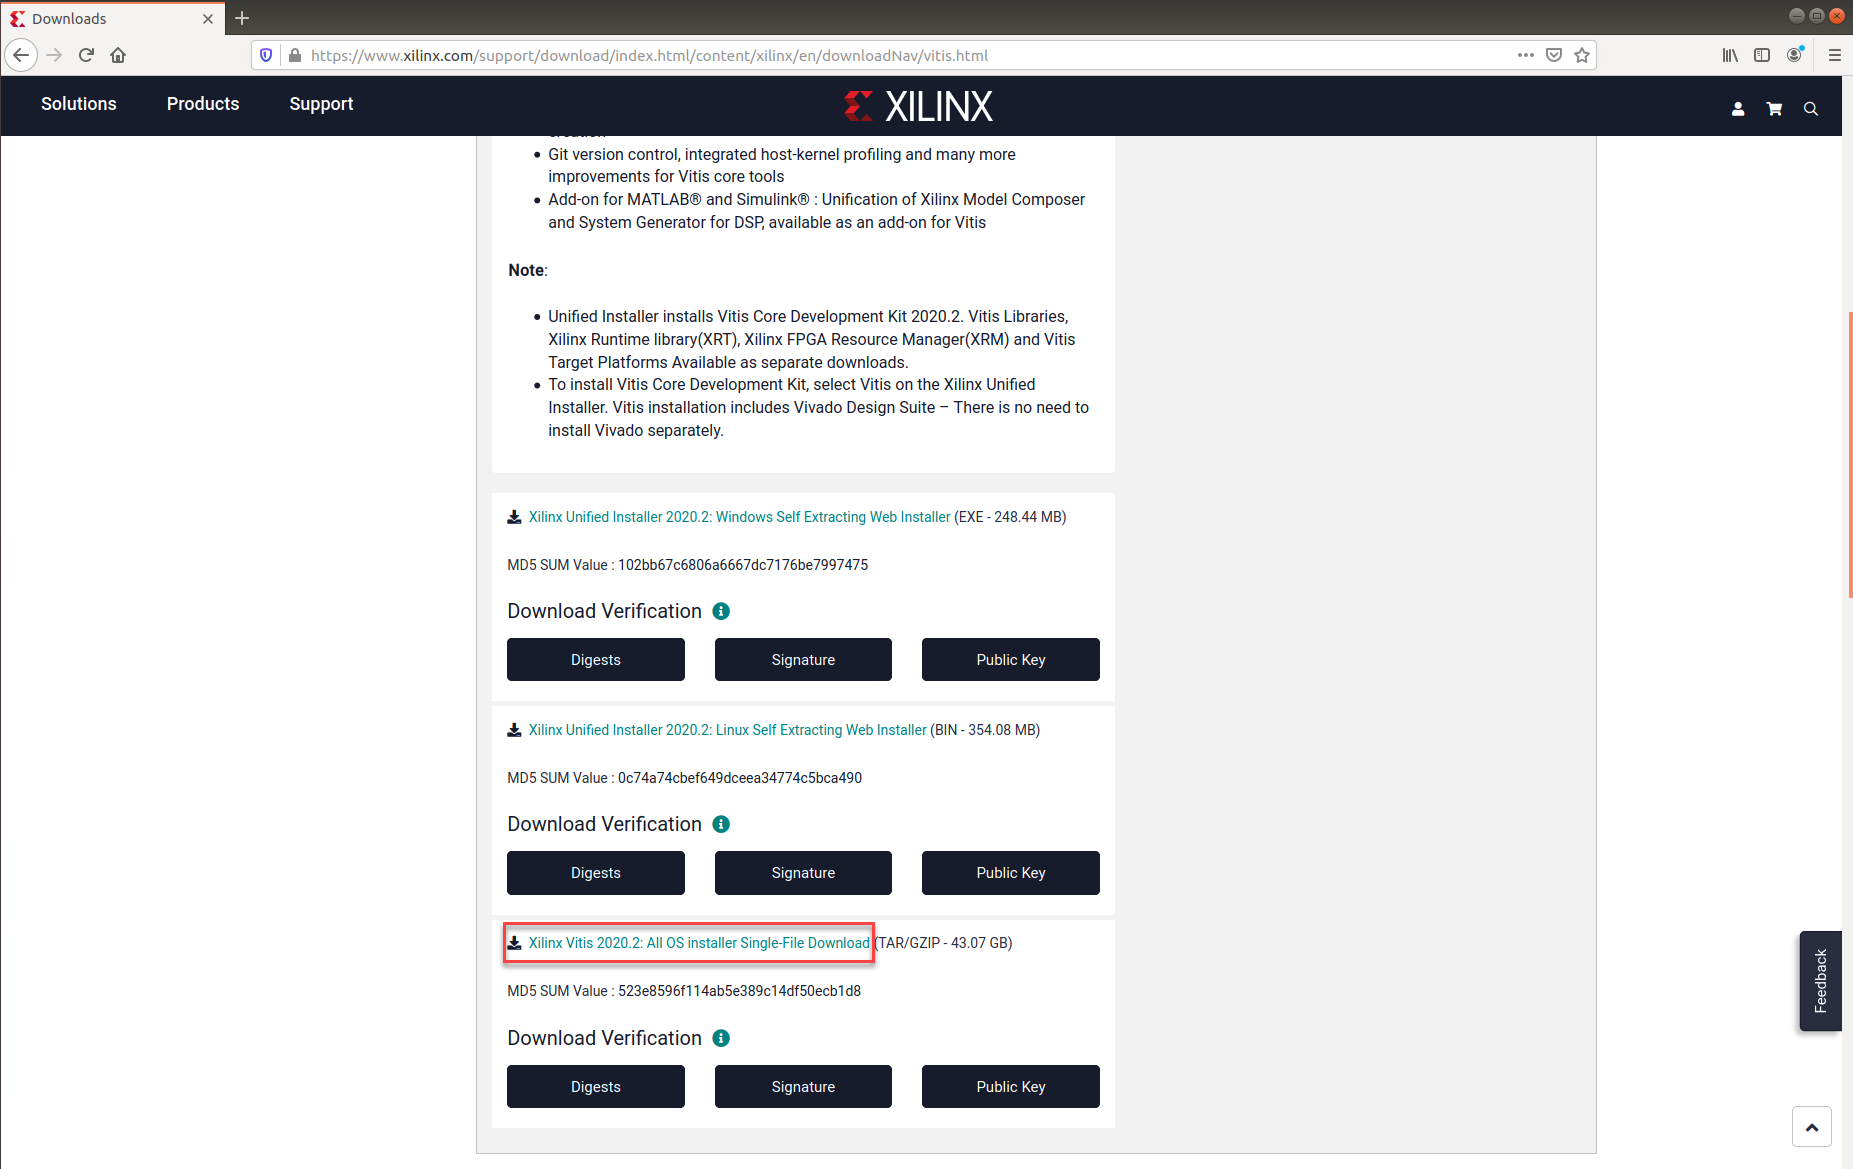 Downloads
https://www.xilinx.com/support/download/index.html/content/xilinx/en/downloadNav/vitis.html
Solutions
Products
Support
XILINX
creation
Git version control, integrated host-kernel profiling and many more
improvements for Vitis core tools
Add-on for MATLAB® and Simulink® : Unification of Xilinx Model Composer
and System Generator for DSP, available as an add-on for Vitis
Note:
Unified Installer installs Vitis Core Development Kit 2020.2. Vitis Libraries,
Xilinx Runtime library(XRT), Xilinx FPGA Resource Manager(XRM) and Vitis
Target Platforms Available as separate downloads.
To install Vitis Core Development Kit, select Vitis on the Xilinx Unified
Installer. Vitis installation includes Vivado Design Suite – There is no need to
install Vivado separately.
Xilinx Unified Installer 2020.2: Windows Self Extracting Web Installer (EXE - 248.44 MB)
MD5 SUM Value : 102bb67c6806a6667dc7176be7997475
Download Verification
Digests
Signature
Public Key
Xilinx Unified Installer 2020.2: Linux Self Extracting Web Installer (BIN - 354.08 MB)
MD5 SUM Value : 0c74a74cbef649dceea34774c5bca490
Download Verification
Digests
Signature
Public Key
Xilinx Vitis 2020.2: All OS installer Single-File Download (TAR/GZIP - 43.07 GB)
MD5 SUM Value : 523e8596f114ab5e389c14df50ecb1d8
Download Verification
Digests
Signature
Public Key
Feedback